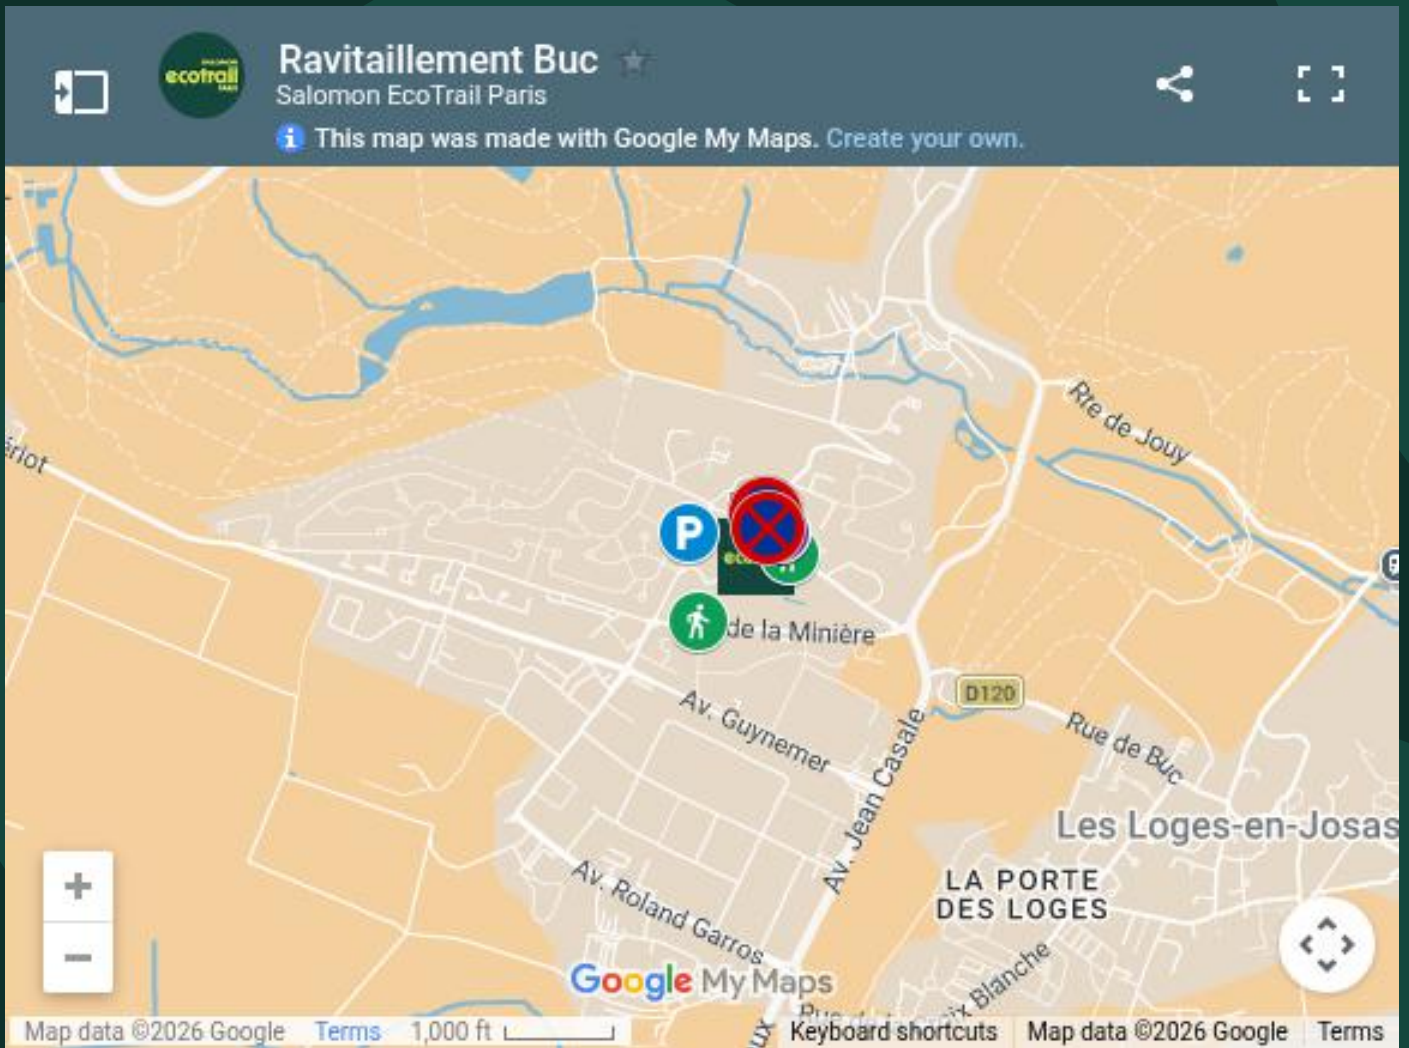 Ravitaillement Buc
Salomon EcoTrail Paris
This map was made with Google My Maps. Create your own.
ecotrail
ériot
Rte de Jouy
P
de la Minière
D120
Av. Guynemer
Rue de Buc
Av. Jean Casale
Les Loges-en-Josas
LA PORTE
DES LOGES
Av. Roland Garros
Google My Maps
ix Blanche
ux
Map data ©2026 Google
Terms
1,000 ft
Keyboard shortcuts
Map data ©2026 Google
Terms